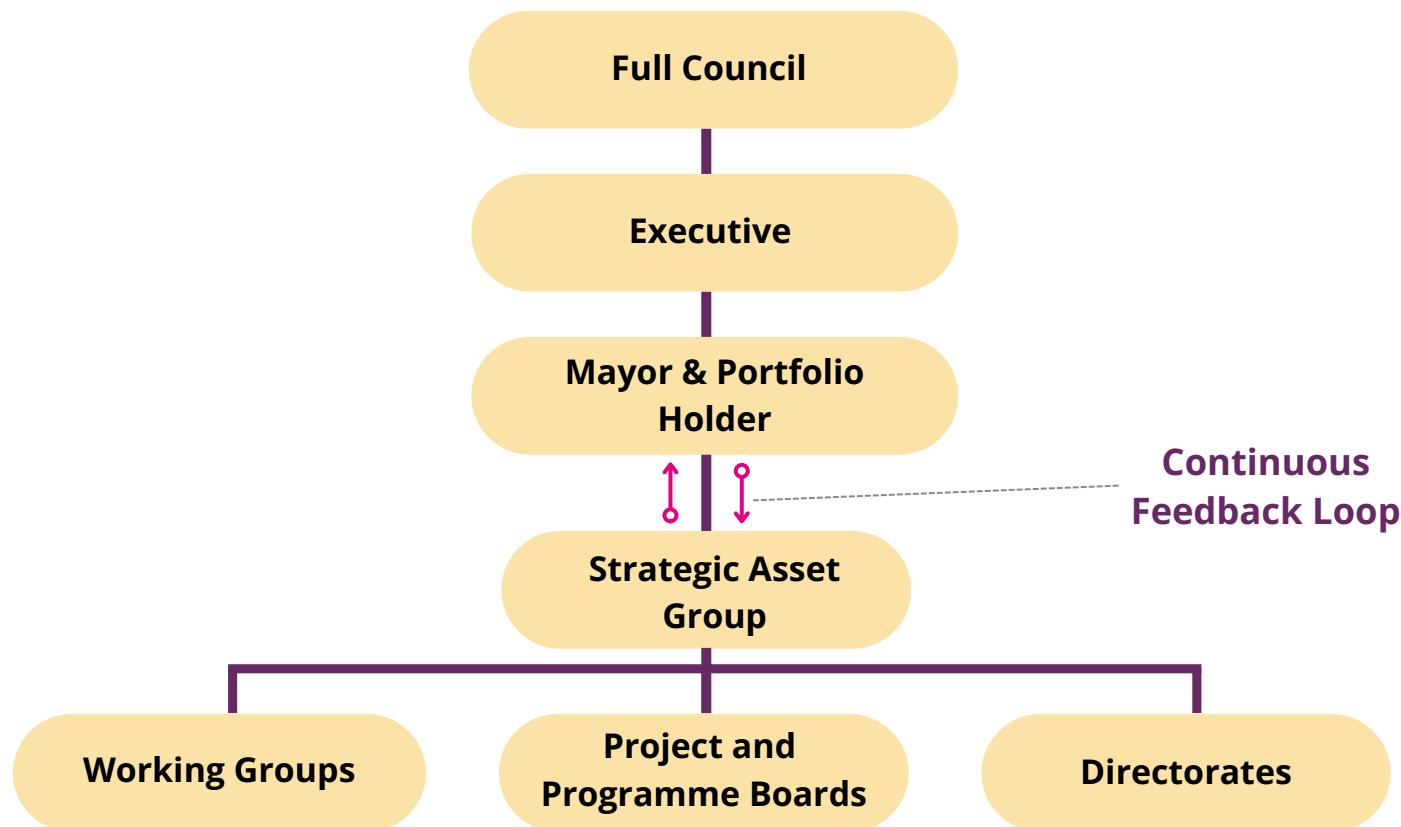 Full Council
Executive
Mayor & Portfolio
Holder
Continuous
Feedback Loop
Strategic Asset
Group
Working Groups
Project and
Programme Boards
Directorates